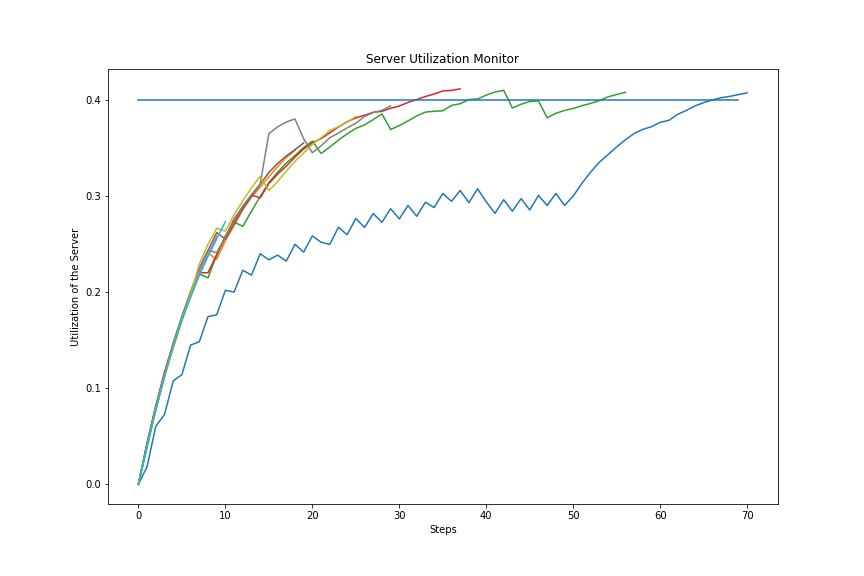 Server Utilization Monitor
Utilization of the Server
0.4
0.3
0.2
0.1
0.0
0 10 20 30 40 50 60 70
Steps